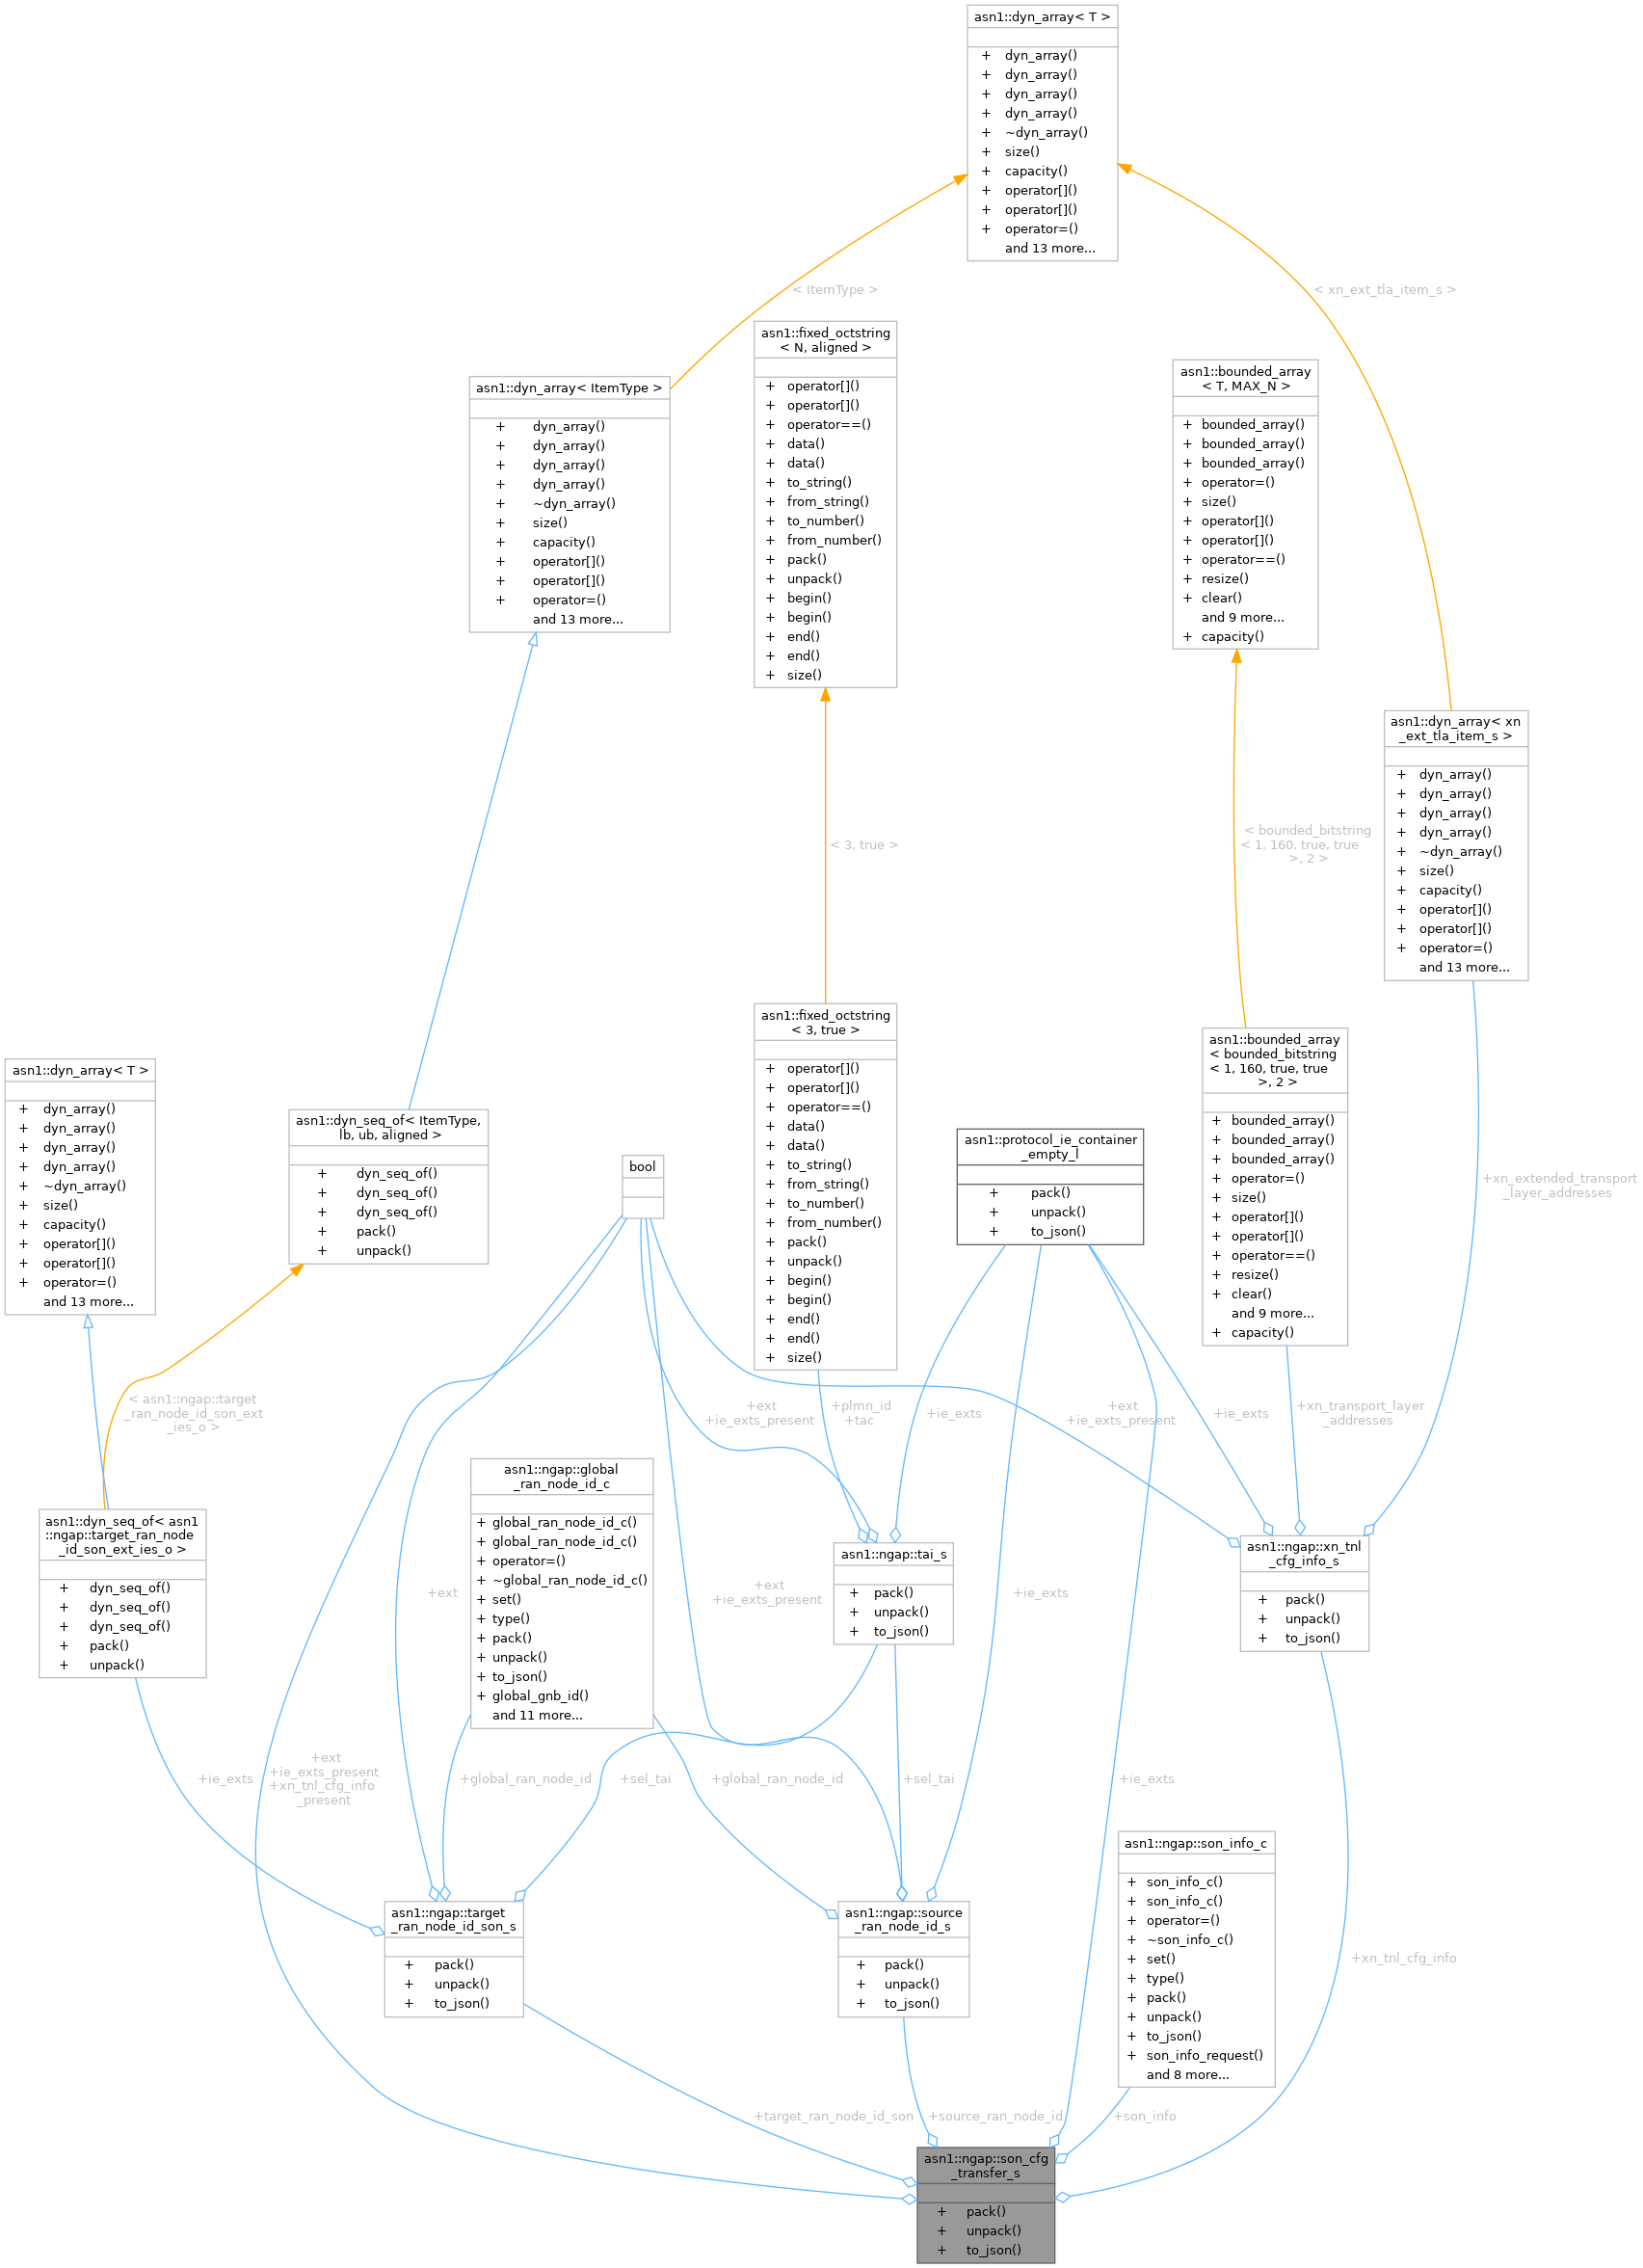 asn1::dyn_array< T >
+ dyn_array()
+ dyn_array()
+ dyn_array()
+ dyn_array()
+ ~dyn_array()
+ size()
+ capacity()
+ operator[]()
+ operator[]()
+ operator=()
and 13 more...
< ItemType >
< xn_ext_tla_item_s >
asn1::fixed_octstring
< N, aligned >
+ operator[]()
+ operator[]()
+ operator==()
+ data()
+ data()
+ to_string()
+ from_string()
+ to_number()
+ from_number()
+ pack()
+ unpack()
+ begin()
+ begin()
+ end()
+ end()
+ size()
asn1::bounded_array
< T, MAX_N >
+ bounded_array()
+ bounded_array()
+ bounded_array()
+ operator=()
+ size()
+ operator[]()
+ operator[]()
+ operator==()
+ resize()
+ clear()
and 9 more...
+ capacity()
asn1::dyn_array< ItemType >
+ dyn_array()
+ dyn_array()
+ dyn_array()
+ dyn_array()
+ ~dyn_array()
+ size()
+ capacity()
+ operator[]()
+ operator[]()
+ operator=()
and 13 more...
asn1::dyn_array< xn
_ext_tla_item_s >
+ dyn_array()
+ dyn_array()
+ dyn_array()
+ dyn_array()
+ ~dyn_array()
+ size()
+ capacity()
+ operator[]()
+ operator[]()
+ operator=()
and 13 more...
< 3, true >
< bounded_bitstring
< 1, 160, true, true
>, 2 >
asn1::fixed_octstring
< 3, true >
+ operator[]()
+ operator[]()
+ operator==()
+ data()
+ data()
+ to_string()
+ from_string()
+ to_number()
+ from_number()
+ pack()
+ unpack()
+ begin()
+ begin()
+ end()
+ end()
+ size()
asn1::bounded_array
< bounded_bitstring
< 1, 160, true, true
>, 2 >
+ bounded_array()
+ bounded_array()
+ bounded_array()
+ operator=()
+ size()
+ operator[]()
+ operator[]()
+ operator==()
+ resize()
+ clear()
and 9 more...
+ capacity()
asn1::dyn_array< T >
+ dyn_array()
+ dyn_array()
+ dyn_array()
+ dyn_array()
+ ~dyn_array()
+ size()
+ capacity()
+ operator[]()
+ operator[]()
+ operator=()
and 13 more...
asn1::dyn_seq_of< ItemType,
lb, ub, aligned >
+ dyn_seq_of()
+ dyn_seq_of()
+ dyn_seq_of()
+ pack()
+ unpack()
bool
asn1::protocol_ie_container
_empty_l
+ pack()
+ unpack()
+ to_json()
+xn_extended_transport
_layer_addresses
< asn1::ngap::target
_ran_node_id_son_ext
_ies_o >
+ext
+ie_exts_present
+plmn_id
+tac
+ie_exts
+ext
+ie_exts_present
+ie_exts
+xn_transport_layer
_addresses
asn1::ngap::global
_ran_node_id_c
+ global_ran_node_id_c()
+ global_ran_node_id_c()
+ operator=()
+ ~global_ran_node_id_c()
+ set()
+ type()
+ pack()
+ unpack()
+ to_json()
+ global_gnb_id()
and 11 more...
asn1::dyn_seq_of< asn1
::ngap::target_ran_node
_id_son_ext_ies_o >
+ dyn_seq_of()
+ dyn_seq_of()
+ dyn_seq_of()
+ pack()
+ unpack()
+ext
+ext
+ie_exts_present
asn1::ngap::tai_s
+ pack()
+ unpack()
+ to_json()
+ie_exts
asn1::ngap::xn_tnl
_cfg_info_s
+ pack()
+ unpack()
+ to_json()
+ie_exts
+ext
+ie_exts_present
+xn_tnl_cfg_info
_present
+global_ran_node_id
+sel_tai
+global_ran_node_id
+sel_tai
+ie_exts
asn1::ngap::son_info_c
+ son_info_c()
+ son_info_c()
+ operator=()
+ ~son_info_c()
+ set()
+ type()
+ pack()
+ unpack()
+ to_json()
+ son_info_request()
and 8 more...
asn1::ngap::target
_ran_node_id_son_s
+ pack()
+ unpack()
+ to_json()
asn1::ngap::source
_ran_node_id_s
+ pack()
+ unpack()
+ to_json()
+xn_tnl_cfg_info
+target_ran_node_id_son
+source_ran_node_id
+son_info
asn1::ngap::son_cfg
_transfer_s
+ pack()
+ unpack()
+ to_json()